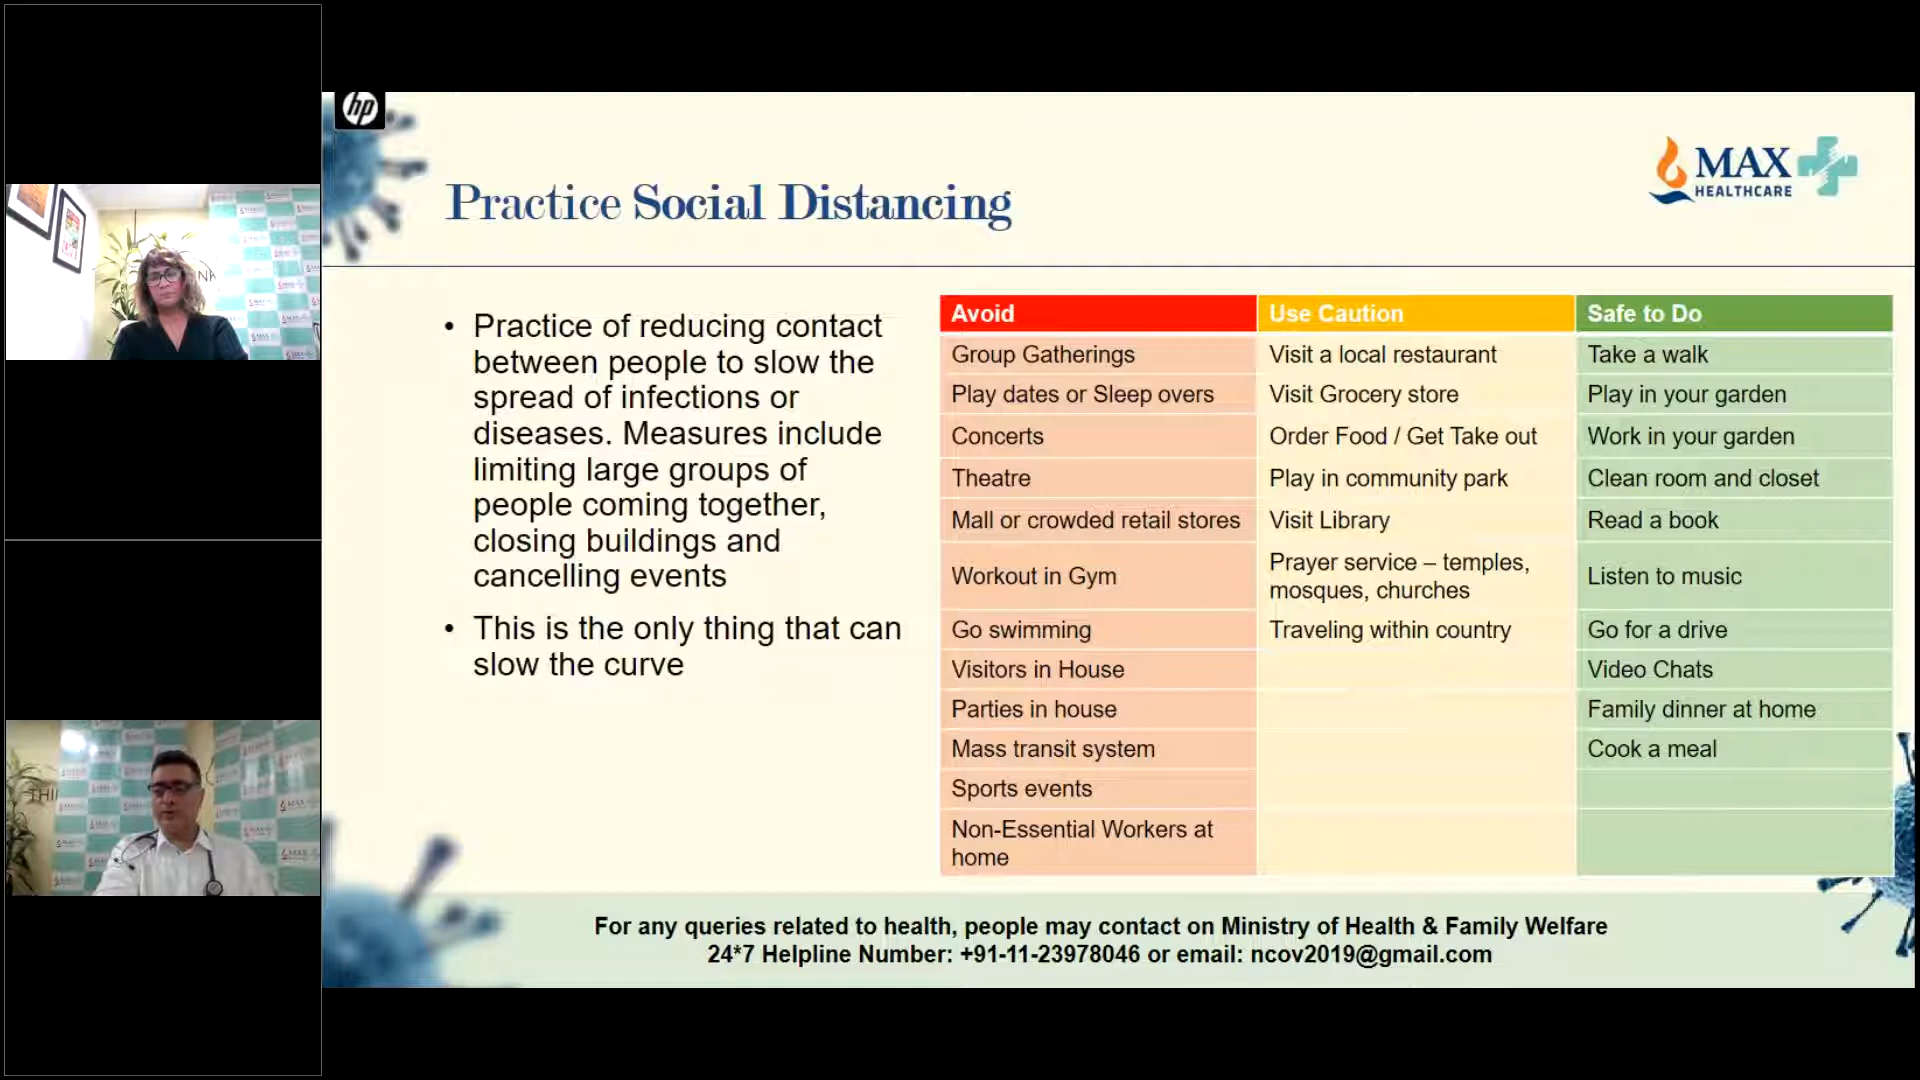 hp
MAX
HEALTHCARE
Practice Social Distancing
• Practice of reducing contact
between people to slow the
spread of infections or
diseases. Measures include
limiting large groups of
people coming together,
closing buildings and
cancelling events
• This is the only thing that can
slow the curve
Avoid Use Caution Safe to Do
Group Gatherings Visit a local restaurant Take a walk
Play dates or Sleep overs Visit Grocery store Play in your garden
Concerts Order Food / Get Take out Work in your garden
Theatre Play in community park Clean room and closet
Mall or crowded retail stores Visit Library Read a book
Workout in Gym Prayer service – temples,
mosques, churches Listen to music
Go swimming Traveling within country Go for a drive
Visitors in House Video Chats
Parties in house Family dinner at home
Mass transit system Cook a meal
Sports events
Non-Essential Workers at
home
For any queries related to health, people may contact on Ministry of Health & Family Welfare
24*7 Helpline Number: +91-11-23978046 or email: ncov2019@gmail.com